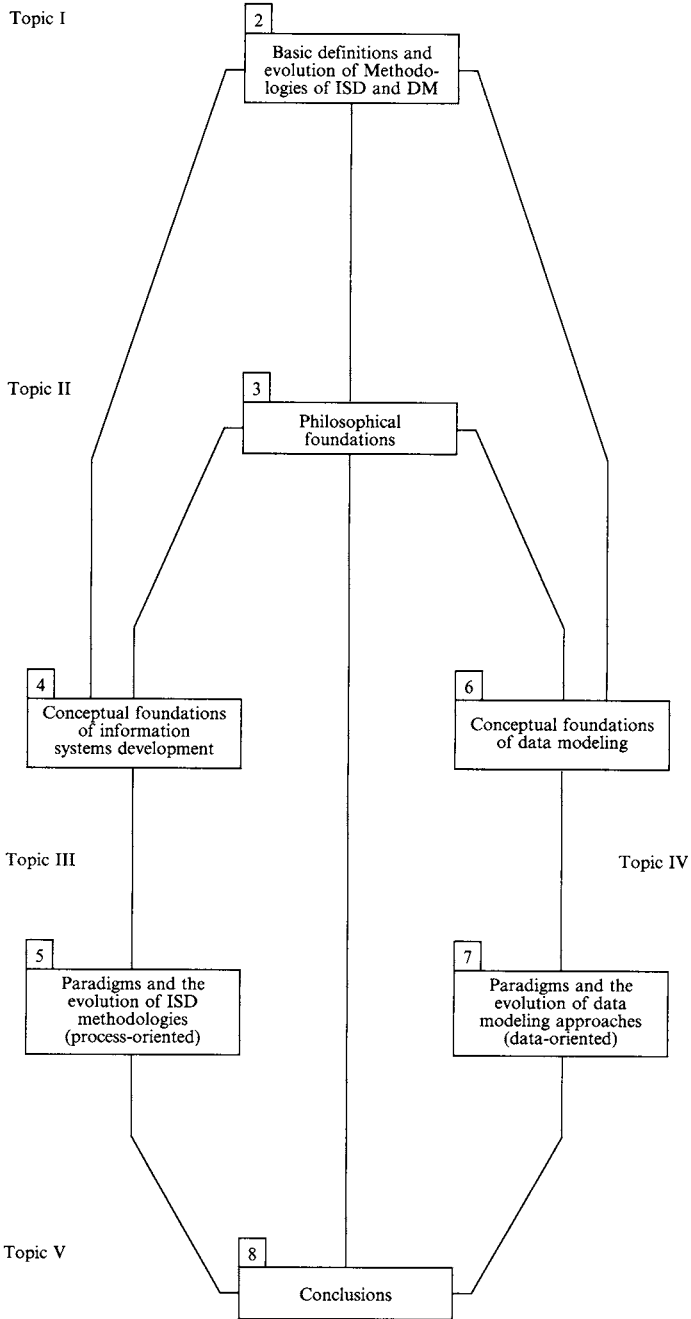 Topic I
2
Basic definitions and
evolution of Methodo-
logies of ISD and DM
Topic II
3
Philosophical
foundations
4
Conceptual foundations
of information
systems development
6
Conceptual foundations
of data modeling
Topic III
Topic IV
5
Paradigms and the
evolution of ISD
methodologies
(process-oriented)
7
Paradigms and the
evolution of data
modeling approaches
(data-oriented)
Topic V
8
Conclusions